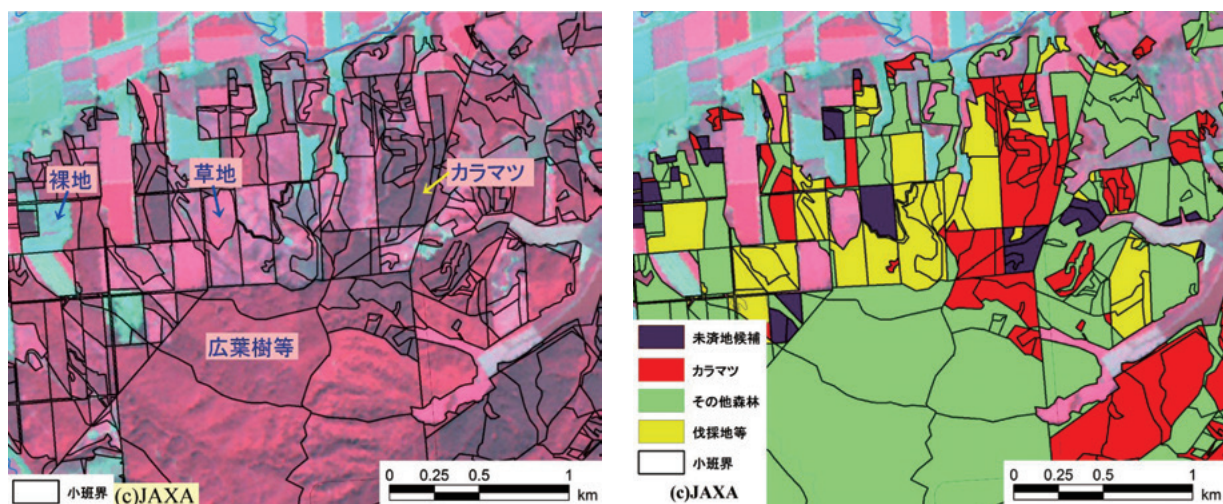 裸地
草地
カラマツ
広葉樹等
小班界
(c)JAXA
0 0.25 0.5 1
km
未済地候補
カラマツ
その他森林
伐採地等
小班界
(c)JAXA
0 0.25 0.5 1
km